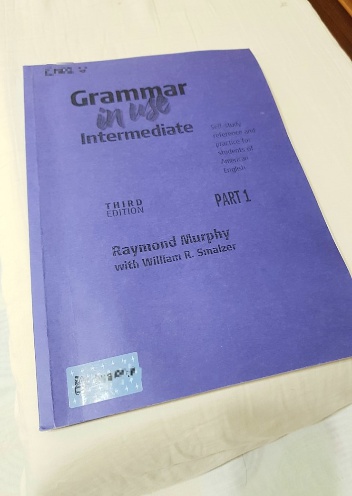 Grammar
in use
Intermediate
Self-study
reference and
practice for
students of
American
English
THIRD
EDITION
PART 1
Raymond Murphy
with William R. Smalzer